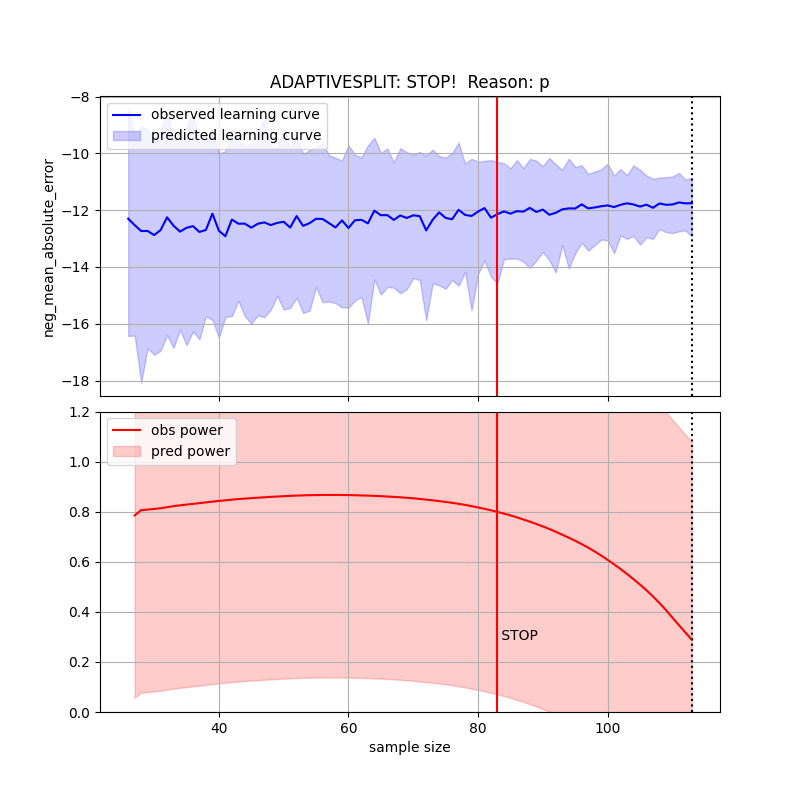 ADAPTIVESPLIT: STOP!  Reason: p
neg_mean_absolute_error
−8
−10
−12
−14
−16
−18
observed learning curve
predicted learning curve
1.2
1.0
0.8
0.6
0.4
0.2
0.0
obs power
pred power
STOP
40 60 80 100
sample size